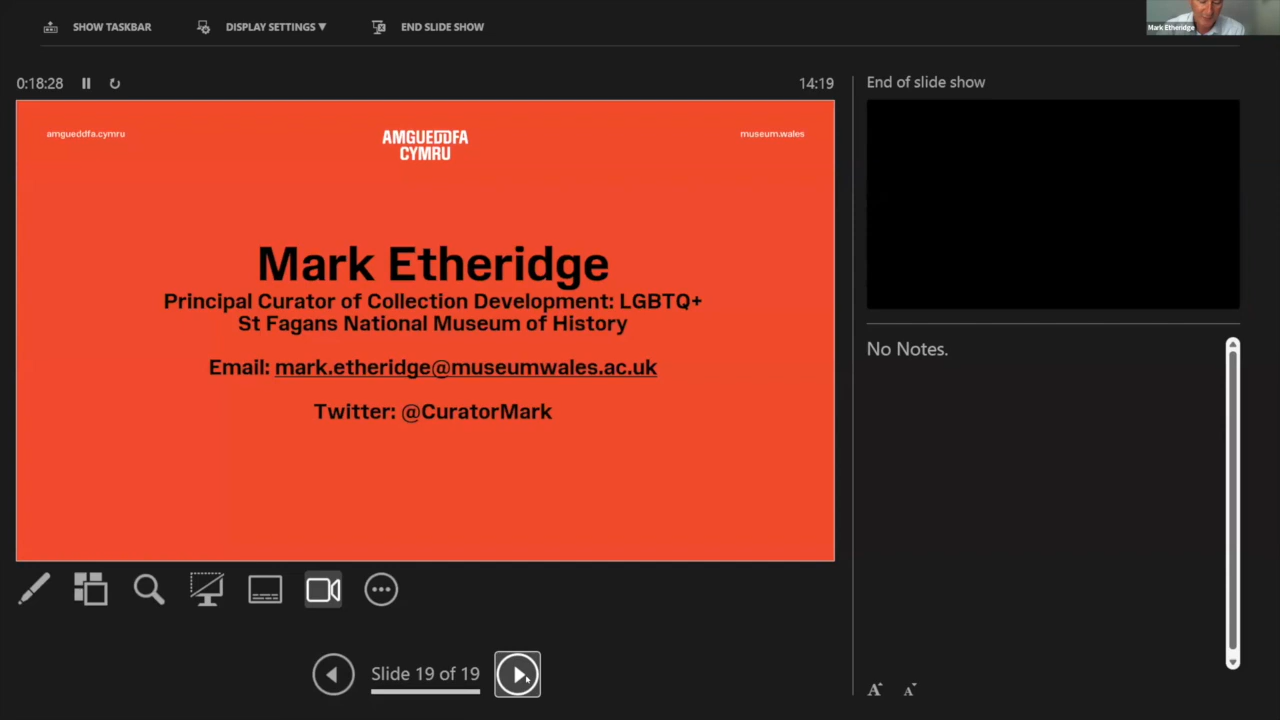 SHOW TASKBAR
DISPLAY SETTINGS ▼
END SLIDE SHOW
Mark Etheridge
0:18:28
14:19
End of slide show
amgueddfa.cymru
AMGUEDDFA
CYMRU
museum.wales
Mark Etheridge
Principal Curator of Collection Development: LGBTQ+
St Fagans National Museum of History
Email: mark.etheridge@museumwales.ac.uk
Twitter: @CuratorMark
No Notes.
Slide 19 of 19
A A